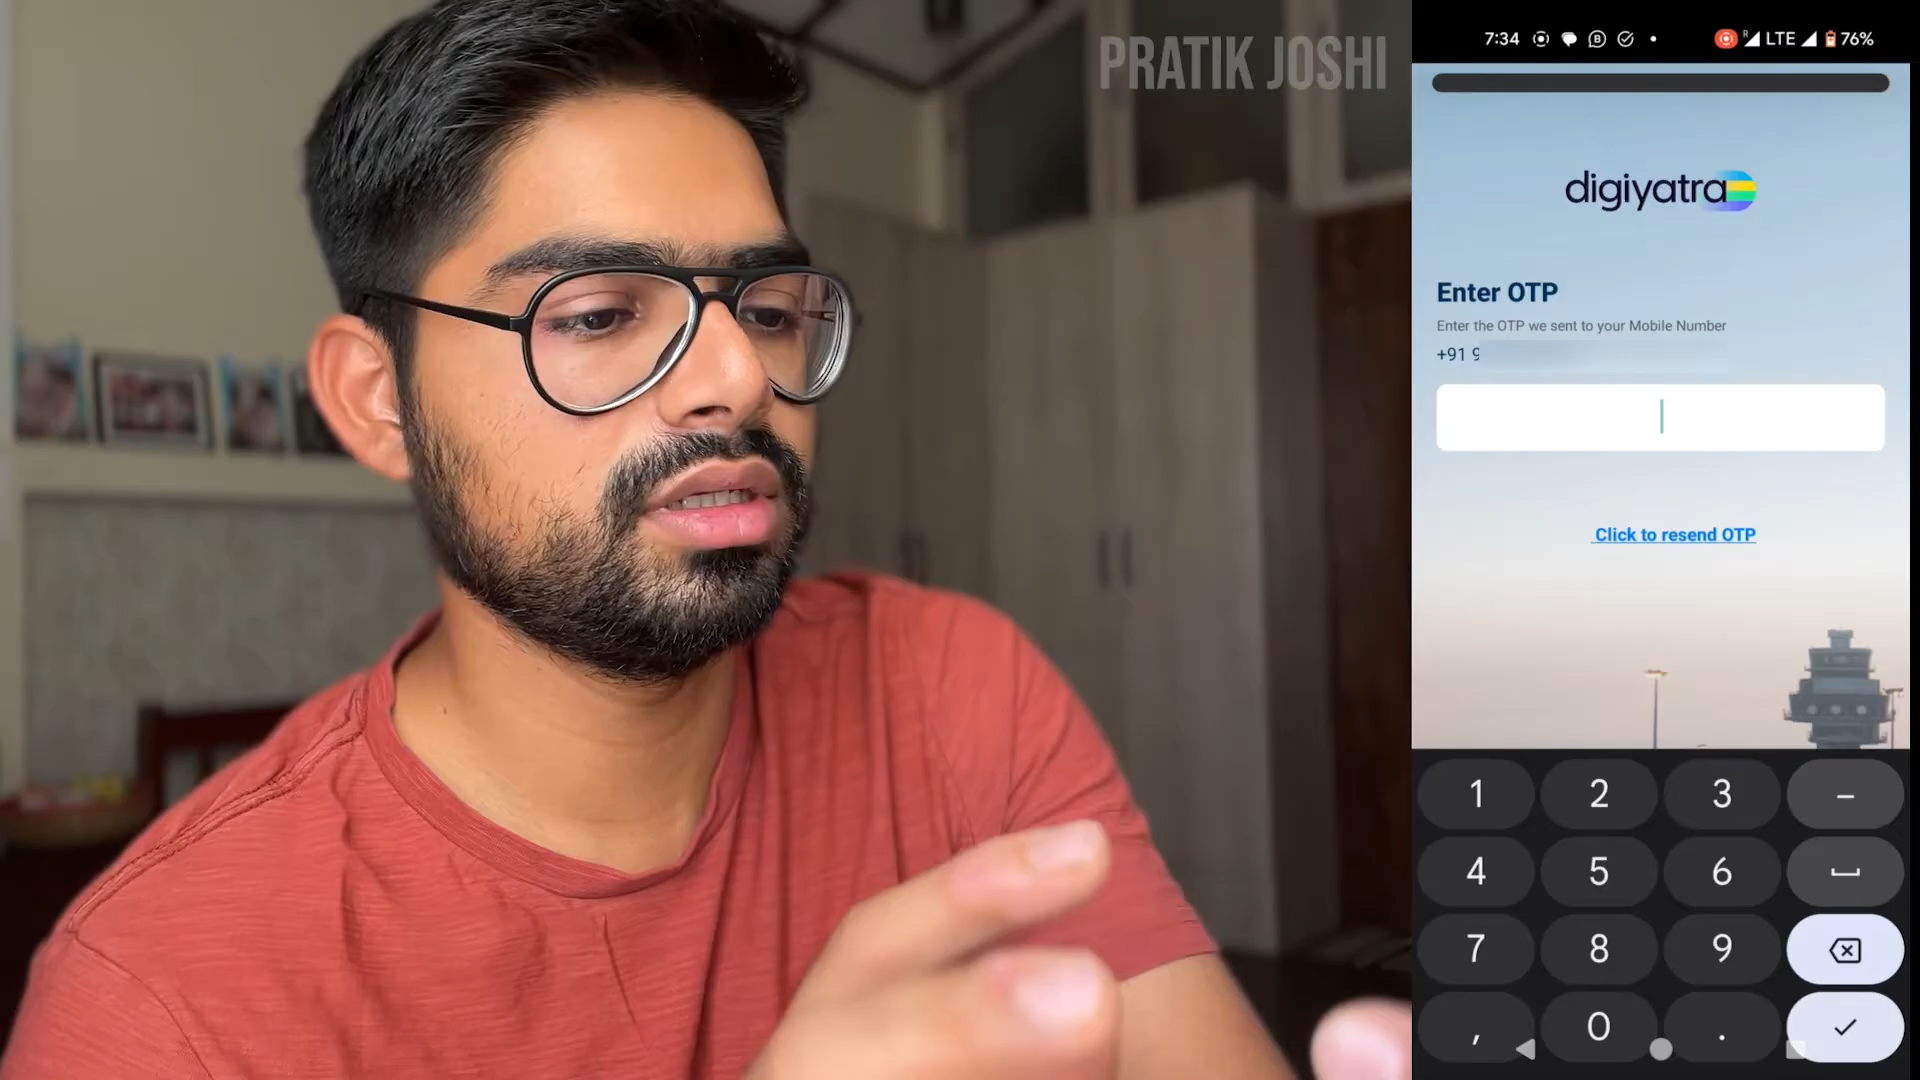 PRATIK JOSHI
7:34 LTE 76%
digiyatra
Enter OTP
Enter the OTP we sent to your Mobile Number
+91 9
Click to resend OTP
1 2 3 –
4 5 6
7 8 9
, 0 .